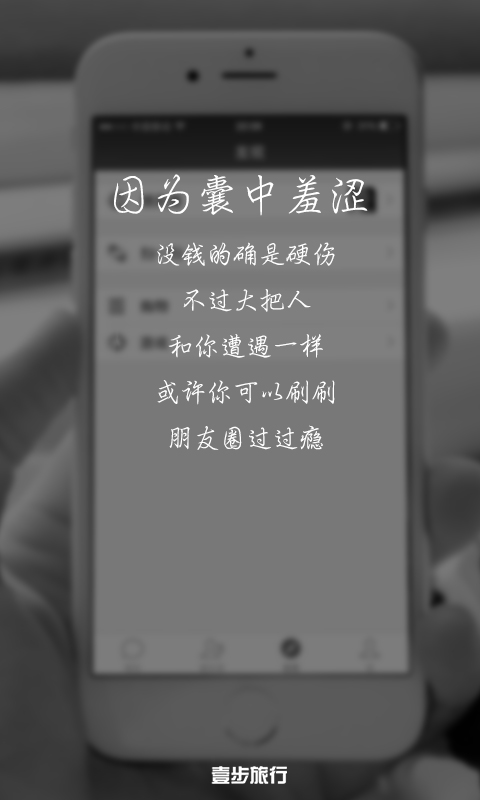 因为囊中羞涩
没钱的确是硬伤
不过大把人
和你遭遇一样
或许你可以刷刷
朋友圈过过瘾
壹步旅行